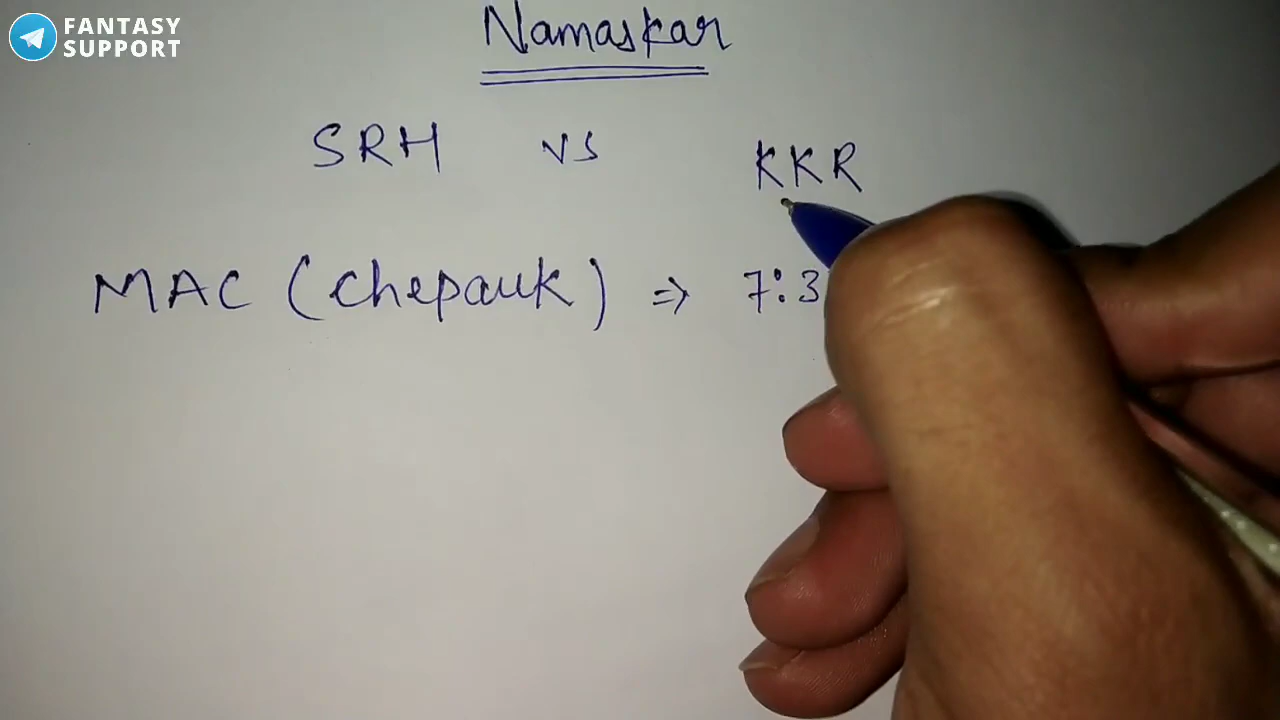 FANTASY
SUPPORT
Namaskar
SRH vs KKR
MAC (Chepauk) ⇒ 7:3